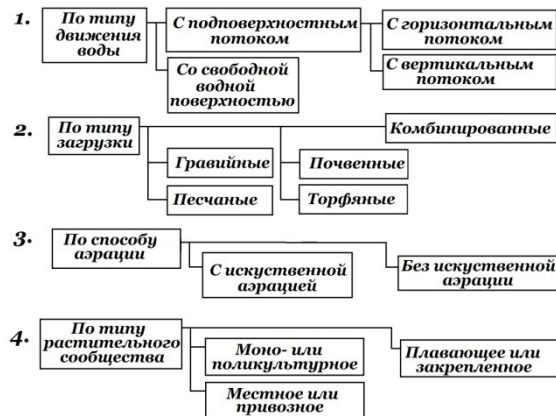 1.
По типу
движения
воды
С подповерхностным
потоком
С горизонтальным
потоком
С вертикальным
потоком
Со свободной
водной
поверхностью
2.
По типу
загрузки
Комбинированные
Гравийные
Почвенные
Песчаные
Торфяные
3.
По способу
аэрации
С искуственной
аэрацией
Без искуственной
аэрации
4.
По типу
растительного
сообщества
Моно- или
поликультурное
Плавающее или
закрепленное
Местное или
привозное